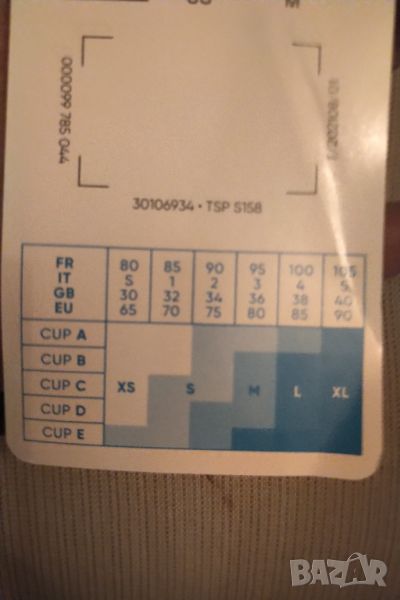 M
000099 785 044
30106934 • TSP S158
FR 80 85 90 95 100 105
IT S 1 2 3 4 5
GB 30 32 34 36 38 40
EU 65 70 75 80 85 90
CUP A
CUP B
CUP C XS S M L XL
CUP D
CUP E
BAZAR